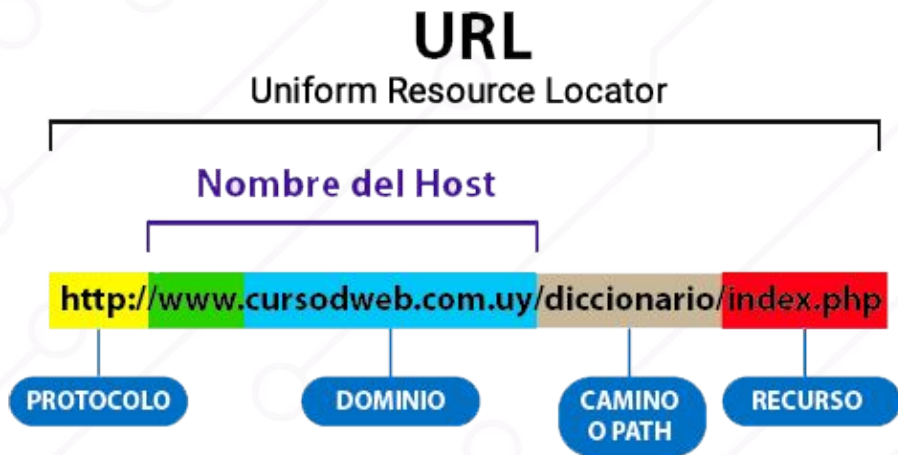 URL
Uniform Resource Locator
Nombre del Host
http://www.cursodweb.com.uy/diccionario/index.php
PROTOCOLO
DOMINIO
CAMINO
O PATH
RECURSO